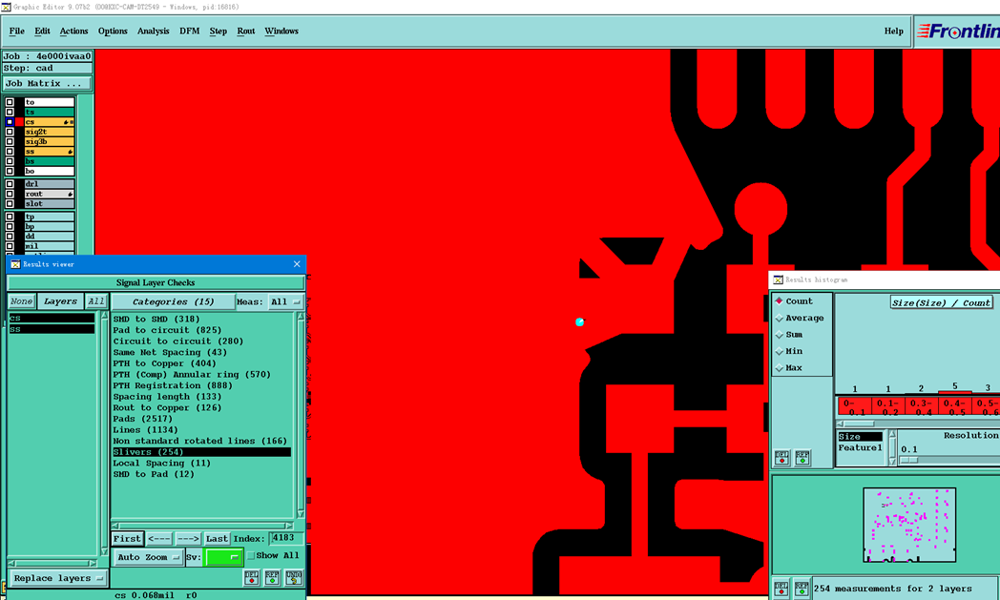 Graphic Editor 9.07b2 (DO@KXC-CAM-DT2549 - Windows, pid:16816)
File Edit Actions Options Analysis DFM Step Rout Windows Help
Frontlin
Job : 4e000ivaa0
Step: cad
Job Matrix ...
to
ts
cs
sig2t
sig3b
ss
bs
bo
drl
rout
slot
tp
bp
dd
mil
Results viewer
Signal Layer Checks
None Layers All Categories (15) Meas: All
cs
ss
SMD to SMD (318)
Pad to circuit (825)
Circuit to circuit (280)
Same Net Spacing (43)
PTH to Copper (404)
PTH (Comp) Annular ring (570)
PTH Registration (888)
Spacing length (133)
Rout to Copper (126)
Pads (2517)
Lines (1134)
Non standard rotated lines (166)
Slivers (254)
Local Spacing (11)
SMD to Pad (12)
First <--- ---> Last Index: 4183
Auto Zoom Sv: Show All
Replace layers
DEL REP UNDO
cs 0.068mil r0
Results histogram
Count
Average
Sum
Min
Max
Size(Size) / Count
1 1 2 5 3
0- 0.1- 0.3- 0.4- 0.5-
0.1 0.2 0.4 0.5 0.6
Size
Feature1
Resolution
0.1
DEL REP
DEL REP
254 measurements for 2 layers